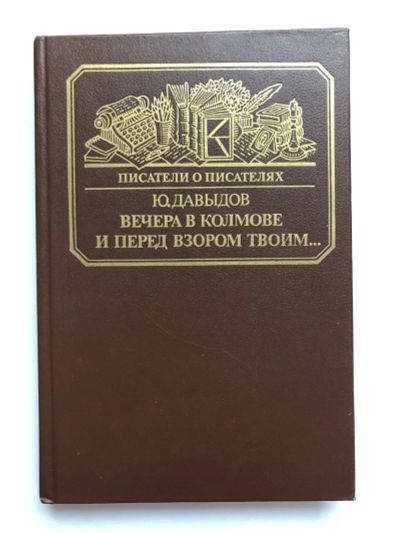 К
ПИСАТЕЛИ О ПИСАТЕЛЯХ
Ю.ДАВЫДОВ
ВЕЧЕРА В КОЛМОВЕ
И ПЕРЕД ВЗОРОМ ТВОИМ...